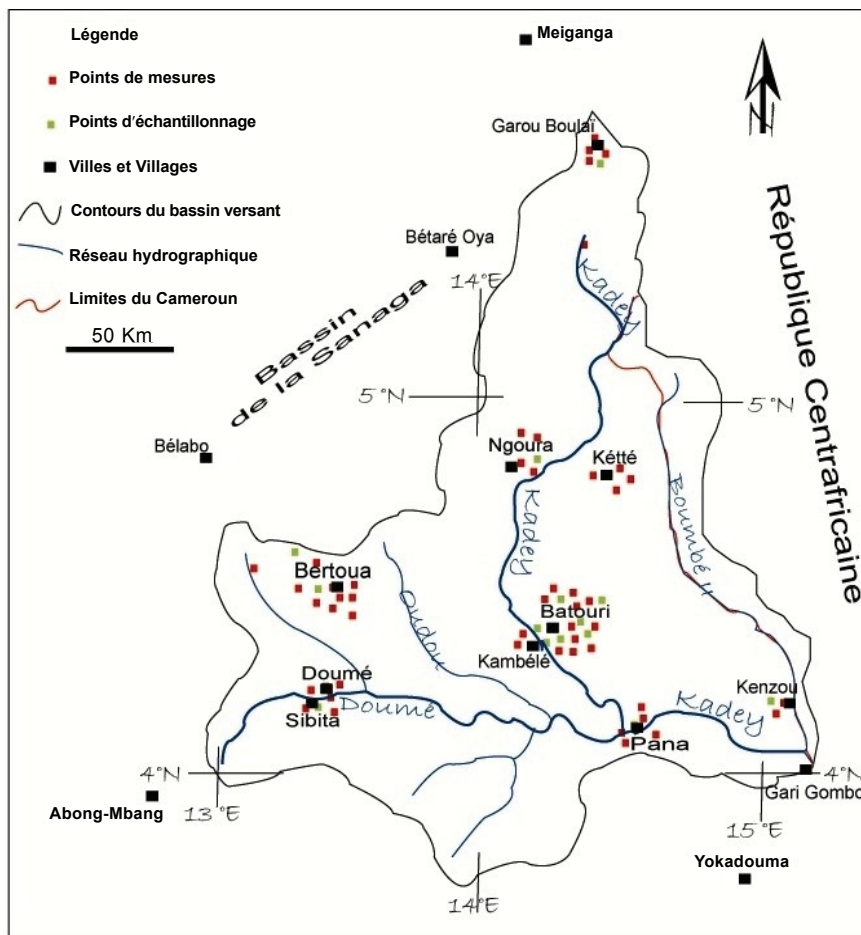 Légende
Points de mesures
Points d'échantillonnage
Villes et Villages
Contours du bassin versant
Réseau hydrographique
Limites du Cameroun
50 Km
Meiganga
N
Garou Boulaï
République Centrafricaine
Bétaré Oya
Kadey
14°E
Bassin
de la Sanaga
5°N
5°N
Bélabo
Ngoura
Kétté
Kadey
Boumbé II
Bertoua
Oudou
Batouri
Kambélé
Doumé
Sibita
Doumé
Kadey
Kenzou
Pana
4°N
4°N
Gari Gombo
Abong-Mbang
13°E
15°E
Yokadouma
14°E